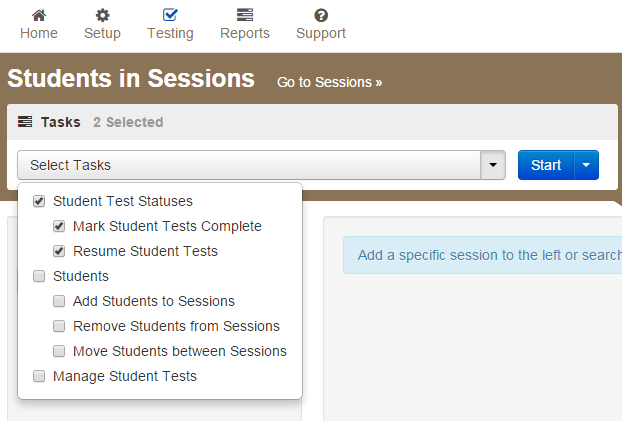 Home Setup Testing Reports Support
Students in Sessions Go to Sessions »
Tasks 2 Selected
Select Tasks Start
Student Test Statuses
Mark Student Tests Complete
Resume Student Tests
Add a specific session to the left or search
Students
Add Students to Sessions
Remove Students from Sessions
Move Students between Sessions
Manage Student Tests